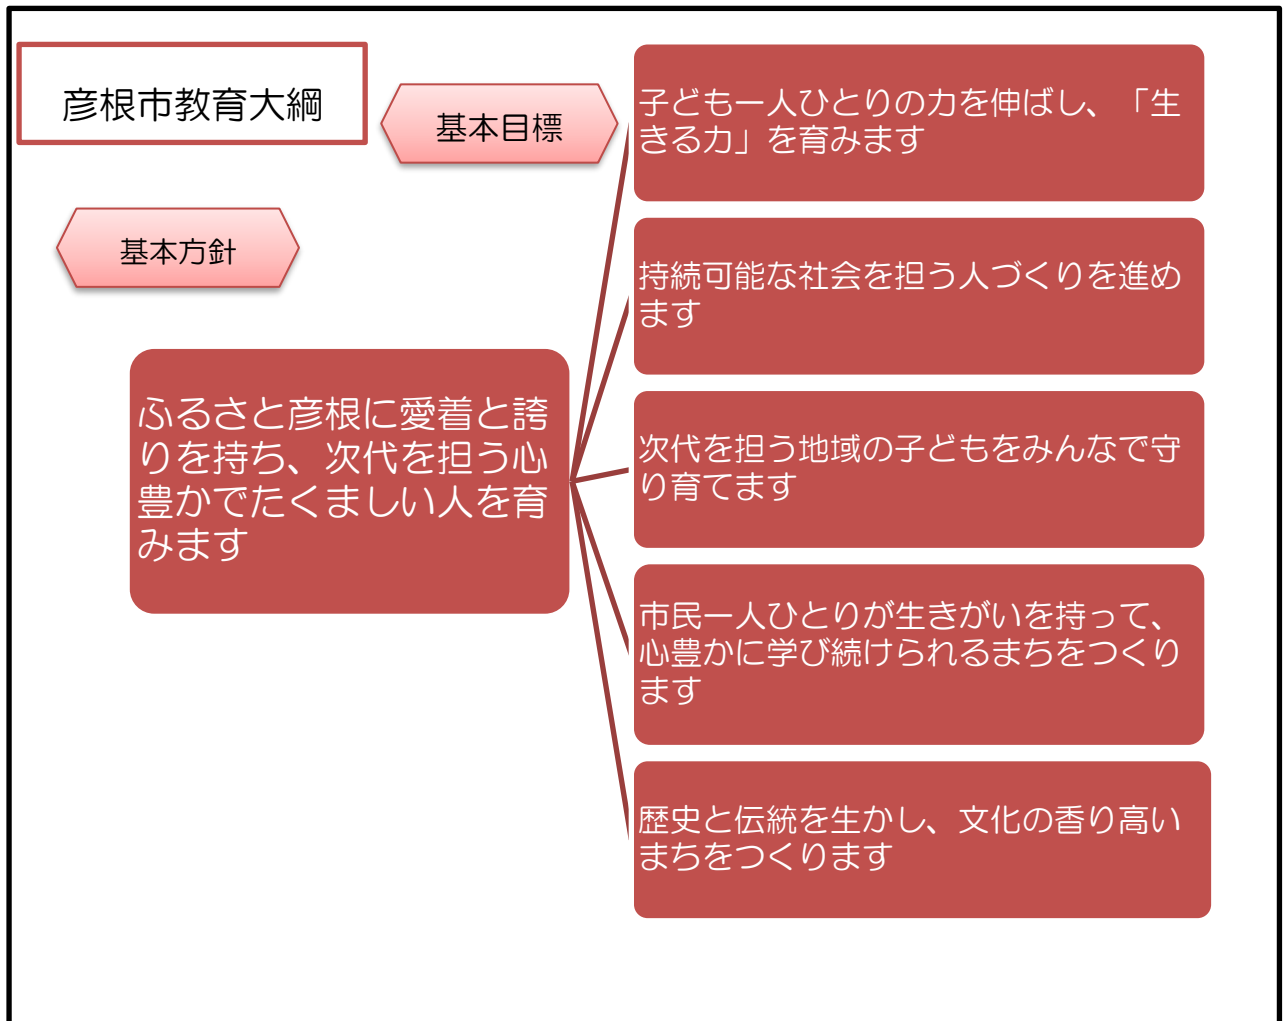 彦根市教育大綱
基本目標
基本方針
ふるさと彦根に愛着と誇
りを持ち、次代を担う心
豊かでたくましい人を育
みます
子ども一人ひとりの力を伸ばし、「生
きる力」を育みます
持続可能な社会を担う人づくりを進め
ます
次代を担う地域の子どもをみんなで守
り育てます
市民一人ひとりが生きがいを持って、
心豊かに学び続けられるまちをつくり
ます
歴史と伝統を生かし、文化の香り高い
まちをつくります